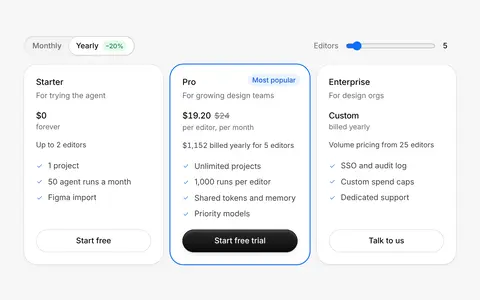 Monthly Yearly -20% Editors 5
Starter
For trying the agent
$0
forever
Up to 2 editors
✓ 1 project
✓ 50 agent runs a month
✓ Figma import
Start free
Pro Most popular
For growing design teams
$19.20 $24
per editor, per month
$1,152 billed yearly for 5 editors
✓ Unlimited projects
✓ 1,000 runs per editor
✓ Shared tokens and memory
✓ Priority models
Start free trial
Enterprise
For design orgs
Custom
billed yearly
Volume pricing from 25 editors
✓ SSO and audit log
✓ Custom spend caps
✓ Dedicated support
Talk to us